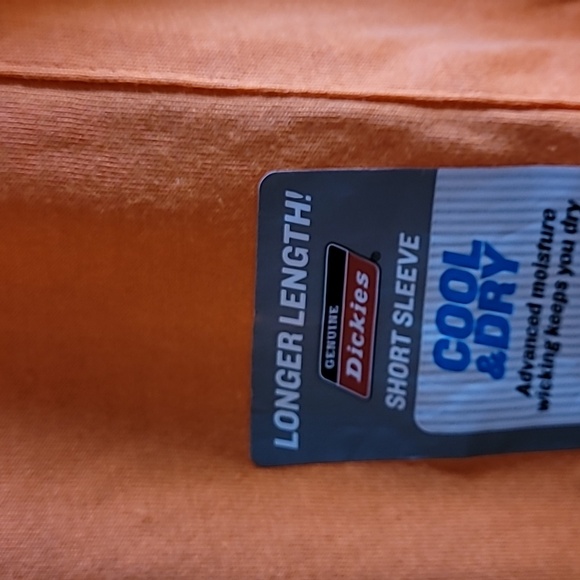 LONGER LENGTH!
GENUINE
Dickies
SHORT SLEEVE
COOL
&DRY
Advanced moisture
wicking keeps you dry